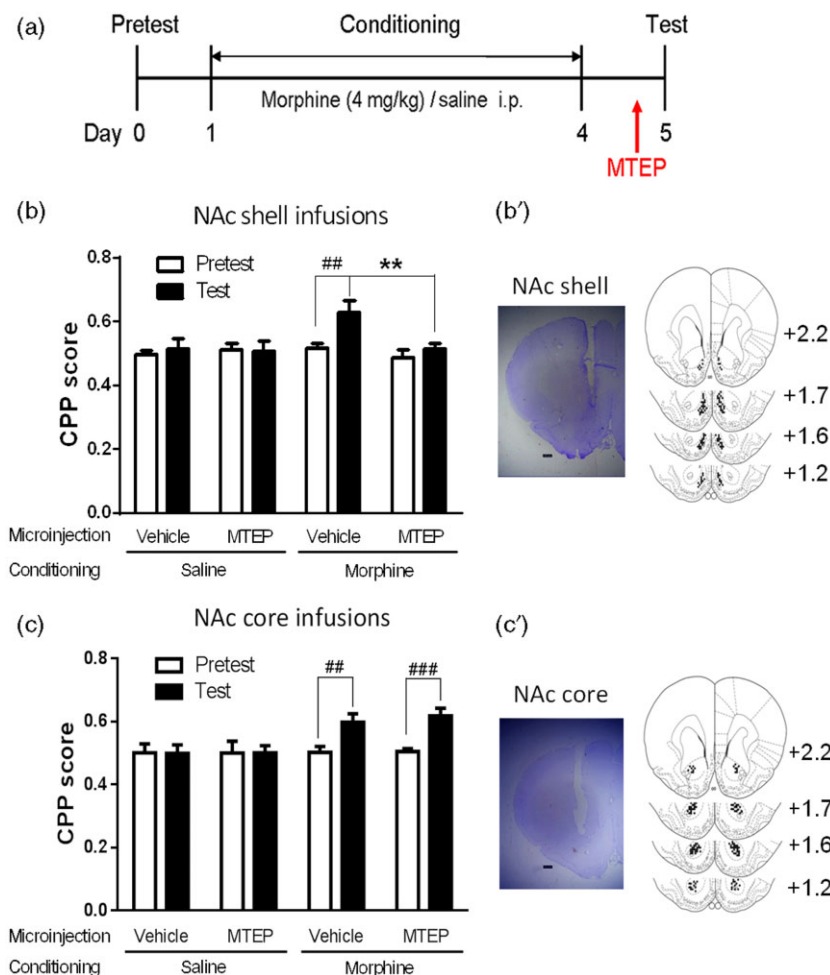 (a)
Pretest Conditioning Test
Morphine (4 mg/kg) / saline i.p.
Day 0 1 4 5
MTEP
(b)
NAc shell infusions
Pretest
Test
##
**
CPP score
0.8
0.6
0.4
0.2
0.0
Microinjection Vehicle MTEP Vehicle MTEP
Conditioning Saline Morphine
(b')
NAc shell
+2.2
+1.7
+1.6
+1.2
(c)
NAc core infusions
Pretest
Test
##
###
CPP score
0.8
0.6
0.4
0.2
0.0
Microinjection Vehicle MTEP Vehicle MTEP
Conditioning Saline Morphine
(c')
NAc core
+2.2
+1.7
+1.6
+1.2